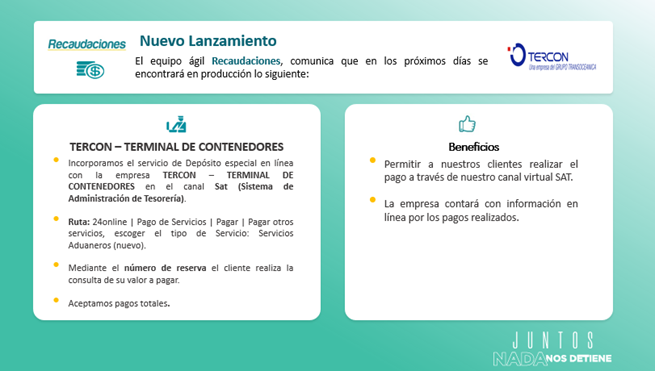 Recaudaciones
Nuevo Lanzamiento
El equipo ágil Recaudaciones, comunica que en los próximos días se
encontrará en producción lo siguiente:
TERCON
Una empresa del GRUPO TRANSOCEANICA
TERCON – TERMINAL DE CONTENEDORES
Incorporamos el servicio de Depósito especial en línea
con la empresa TERCON – TERMINAL DE
CONTENEDORES en el canal Sat (Sistema de
Administración de Tesorería).
Ruta: 24online | Pago de Servicios | Pagar | Pagar otros
servicios, escoger el tipo de Servicio: Servicios
Aduaneros (nuevo).
Mediante el número de reserva el cliente realiza la
consulta de su valor a pagar.
Aceptamos pagos totales.
Beneficios
Permitir a nuestros clientes realizar el
pago a través de nuestro canal virtual SAT.
La empresa contará con información en
línea por los pagos realizados.
JUNTOS
NADA NOS DETIENE